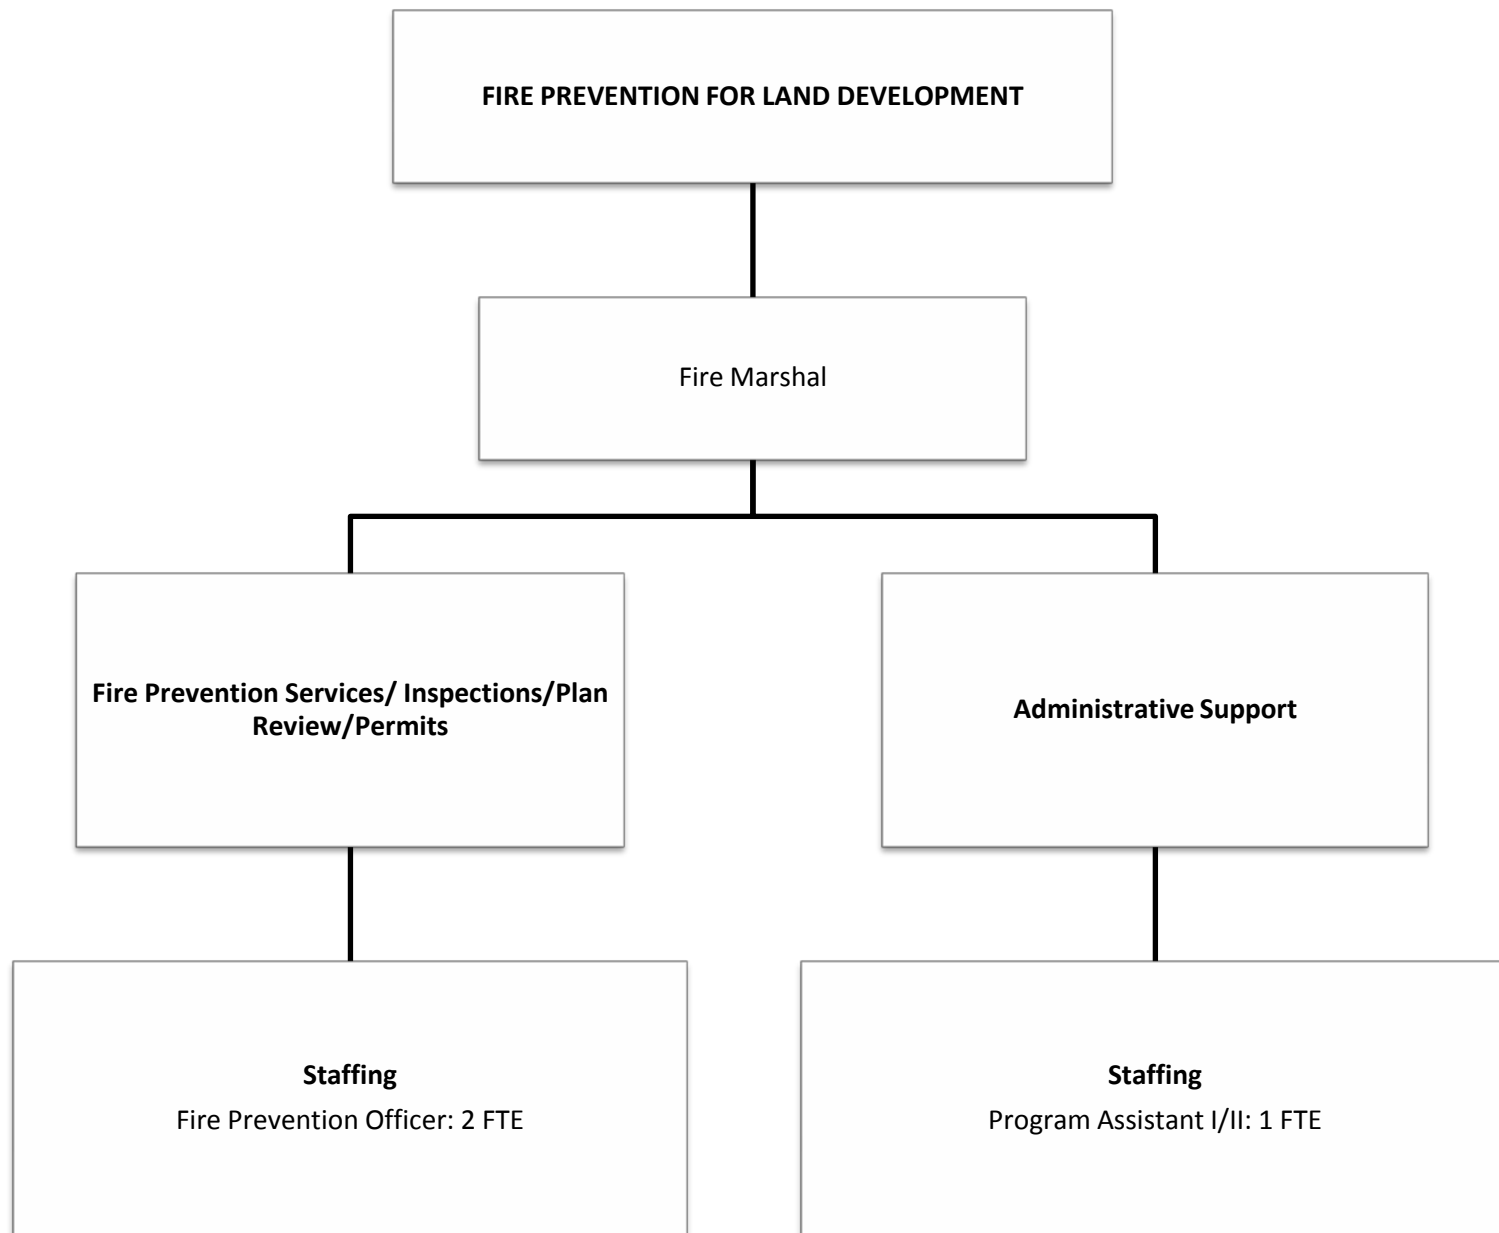 FIRE PREVENTION FOR LAND DEVELOPMENT
Fire Marshal
Fire Prevention Services/ Inspections/Plan
Review/Permits
Administrative Support
Staffing
Fire Prevention Officer: 2 FTE
Staffing
Program Assistant I/II: 1 FTE